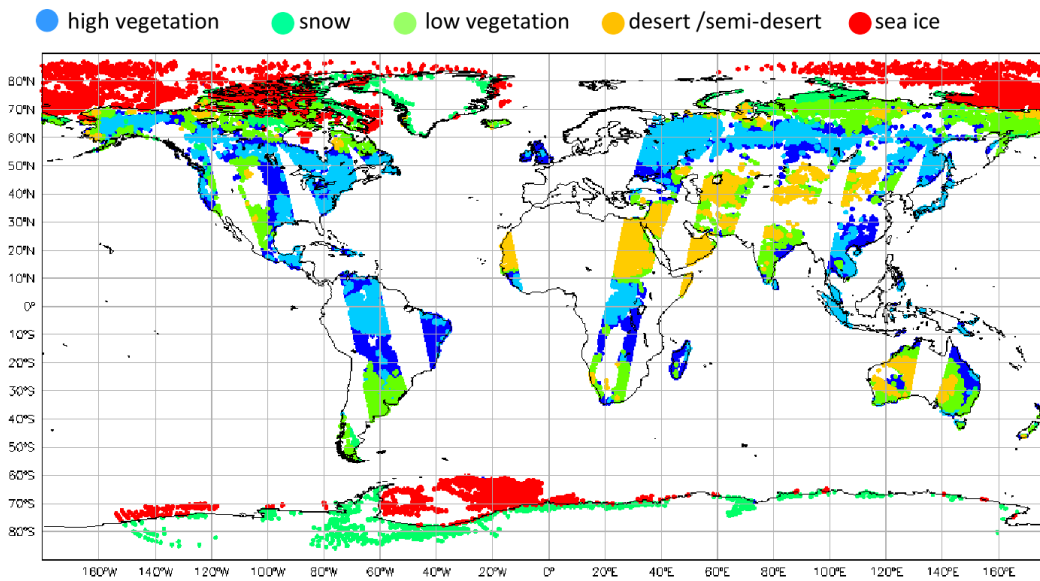 high vegetation snow low vegetation desert /semi-desert sea ice
80°N
70°N
60°N
50°N
40°N
30°N
20°N
10°N
0°
10°S
20°S
30°S
40°S
50°S
60°S
70°S
80°S
160°W 140°W 120°W 100°W 80°W 60°W 40°W 20°W 0° 20°E 40°E 60°E 80°E 100°E 120°E 140°E 160°E